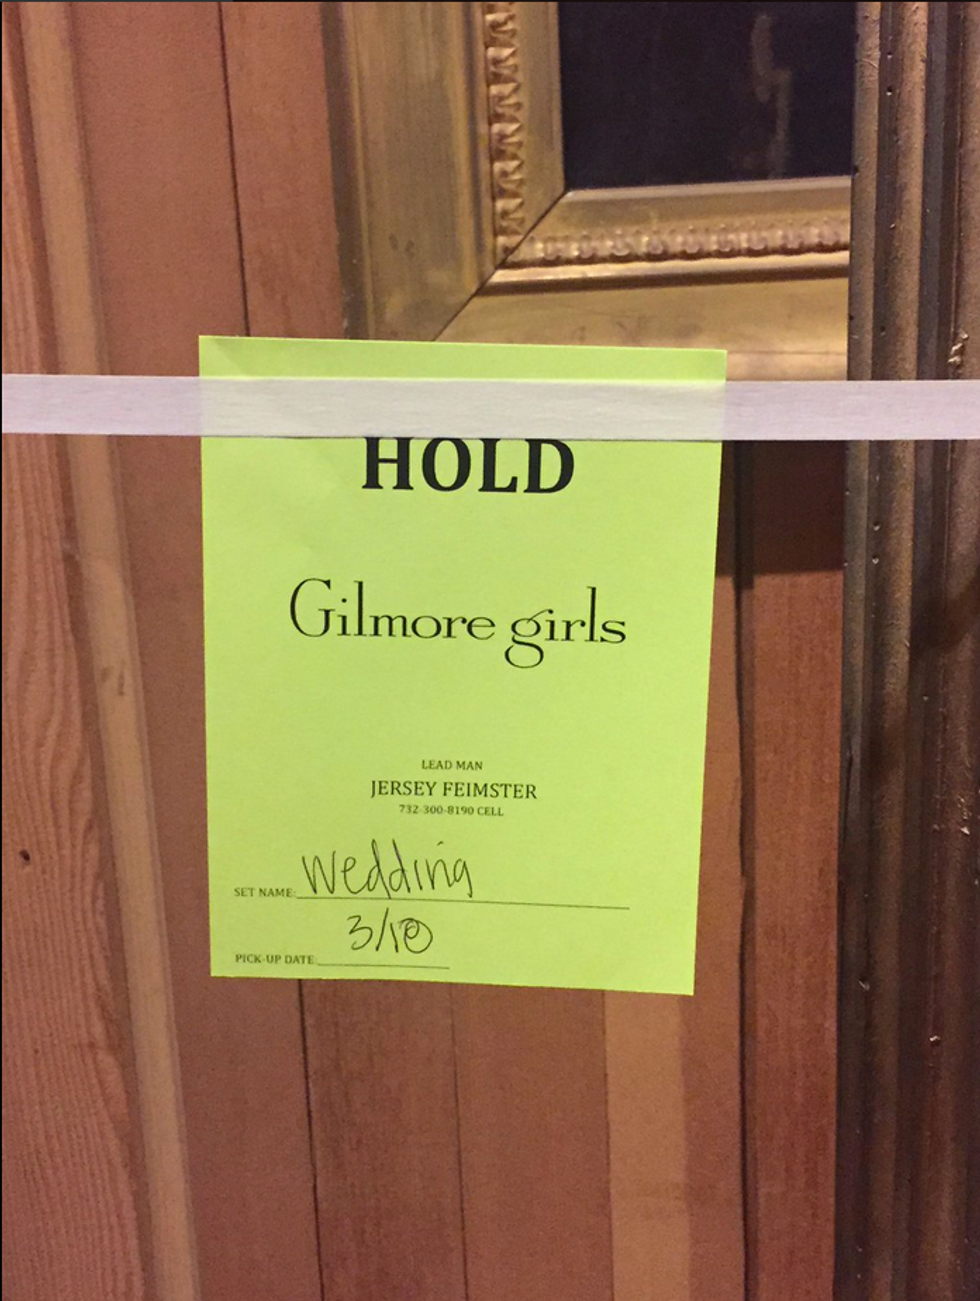 HOLD
Gilmore girls
LEAD MAN
JERSEY FEIMSTER
732-300-8190 CELL
SET NAME: Wedding
PICK-UP DATE: 3/10